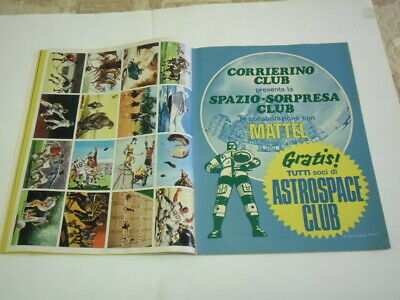 CORRIERINO
CLUB
presenta la
SPAZIO-SORPRESA
CLUB
in collaborazione con
MATTEL
Gratis!
TUTTI soci di
ASTROSPACE
CLUB